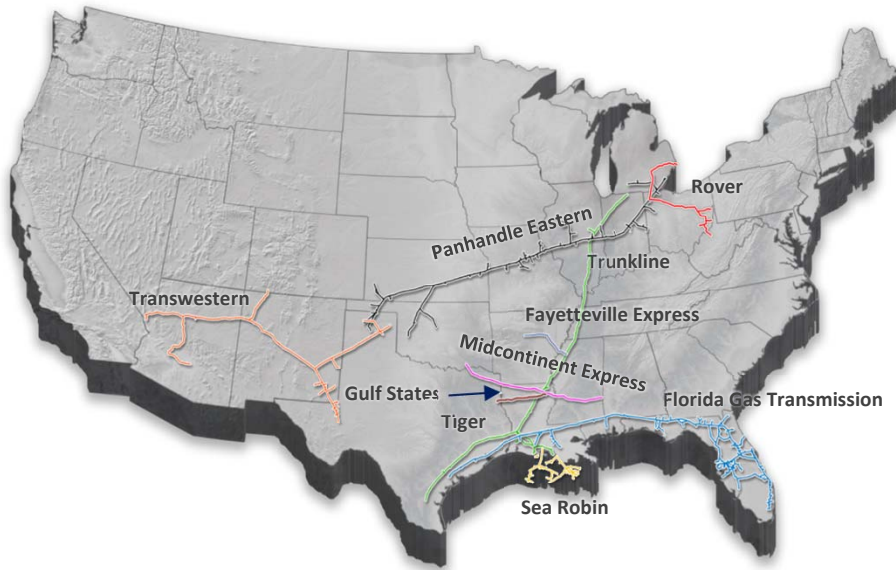 Rover
Panhandle Eastern
Trunkline
Transwestern
Fayetteville Express
Midcontinent Express
Gulf States
Florida Gas Transmission
Tiger
Sea Robin